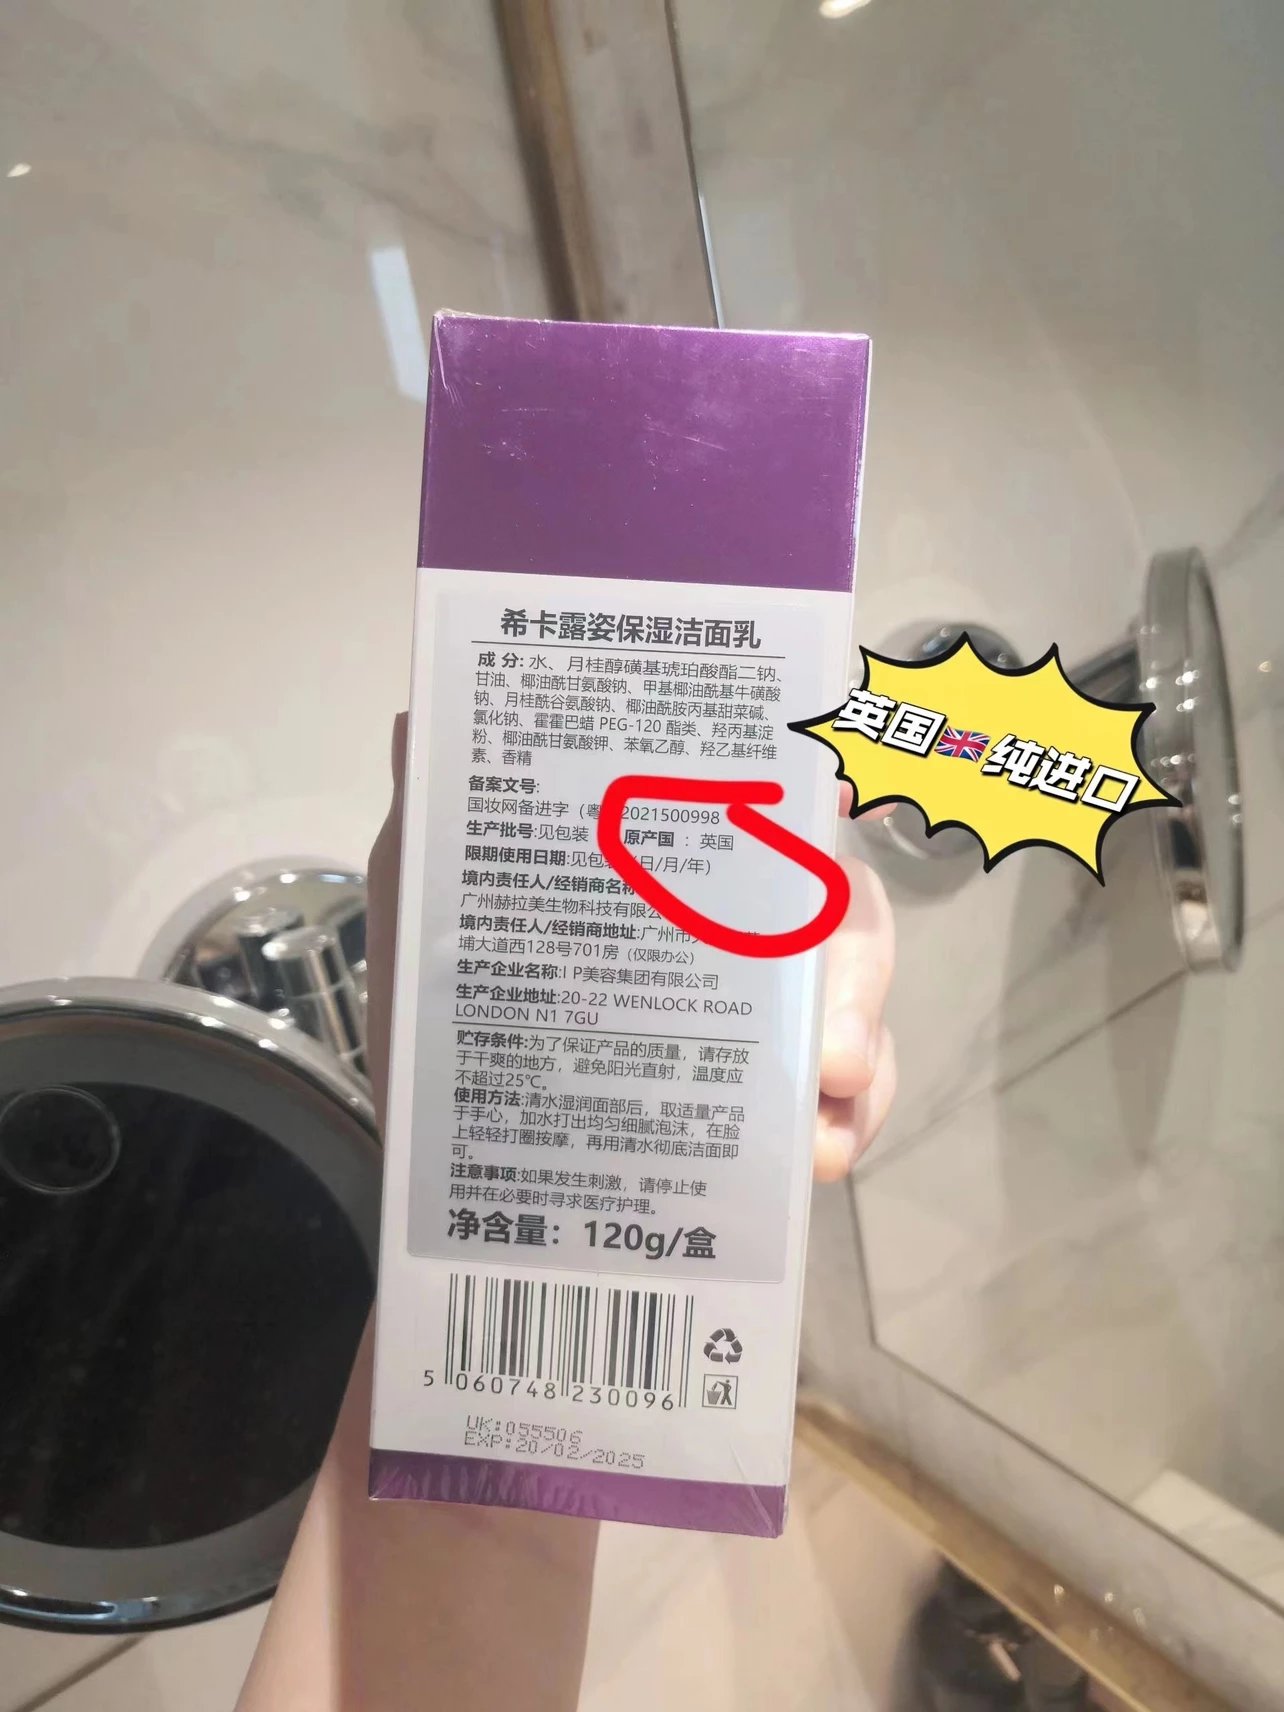 希卡露姿保湿洁面乳
成 分: 水、月桂醇磺基琥珀酸酯二钠、
甘油、椰油酰甘氨酸钠、甲基椰油酰基牛磺酸
钠、月桂酰谷氨酸钠、椰油酰胺丙基甜菜碱、
氯化钠、霍霍巴蜡 PEG-120 酯类、羟丙基淀
粉、椰油酰甘氨酸钾、苯氧乙醇、羟乙基纤维
素、香精
备案文号:
国妆网备进字（粤 2021500998
生产批号:见包装 原产国 ：英国
限期使用日期:见包装 日/月/年）
境内责任人/经销商名称
广州赫拉美生物科技有限公
境内责任人/经销商地址:广州市
埔大道西128号701房（仅限办公）
生产企业名称:I P美容集团有限公司
生产企业地址:20-22 WENLOCK ROAD
LONDON N1 7GU
贮存条件:为了保证产品的质量，请存放
于干爽的地方，避免阳光直射，温度应
不超过25℃。
使用方法:清水湿润面部后，取适量产品
于手心，加水打出均匀细腻泡沫，在脸
上轻轻打圈按摩，再用清水彻底洁面即
可。
注意事项:如果发生刺激，请停止使
用并在必要时寻求医疗护理。
净含量：120g/盒
5 060748 230096
UK:055506
EXP:20/02/2025
英国🇬🇧纯进口